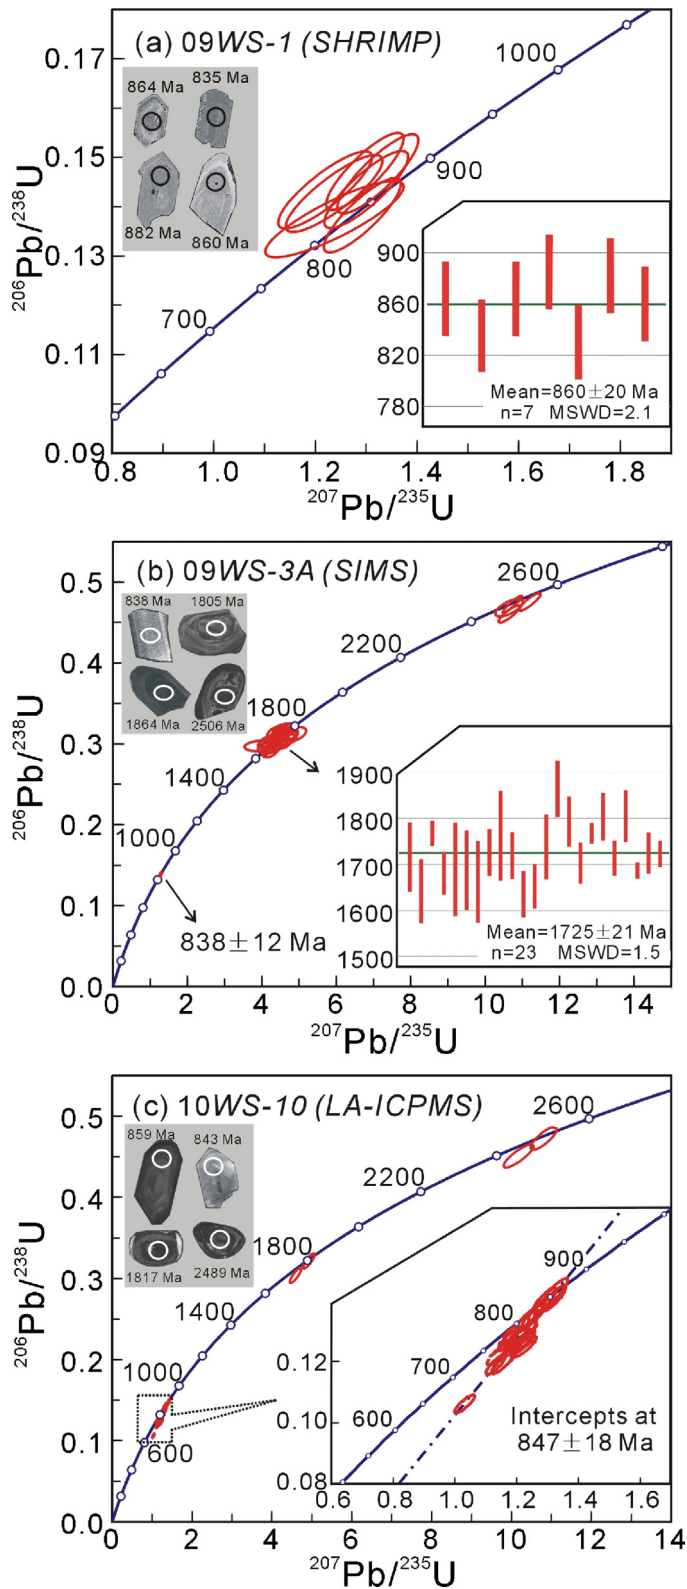 (a) 09WS-1 (SHRIMP)
864 Ma 835 Ma
882 Ma 860 Ma
1000
900
800
700
0.17
0.15
0.13
0.11
0.09
206Pb/238U
900
860
820
780
Mean=860±20 Ma
n=7 MSWD=2.1
0.8 1.0 1.2 1.4 1.6 1.8
207Pb/235U
(b) 09WS-3A (SIMS)
838 Ma 1805 Ma
1864 Ma 2506 Ma
2600
2200
1800
1400
1000
838±12 Ma
0.5
0.4
0.3
0.2
0.1
0.0
206Pb/238U
1900
1800
1700
1600
1500
Mean=1725±21 Ma
n=23 MSWD=1.5
0 2 4 6 8 10 12 14
207Pb/235U
(c) 10WS-10 (LA-ICPMS)
859 Ma 843 Ma
1817 Ma 2489 Ma
2600
2200
1800
1400
1000
600
0.5
0.4
0.3
0.2
0.1
0.0
206Pb/238U
900
800
700
600
0.12
0.10
0.08
Intercepts at
847±18 Ma
0.6 0.8 1.0 1.2 1.4 1.6
0 2 4 6 8 10 12 14
207Pb/235U